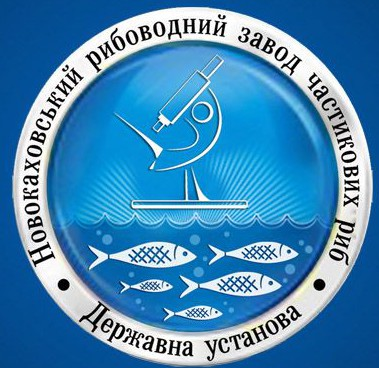 Новокаховський рибоводний завод частикових риб
Державна установа